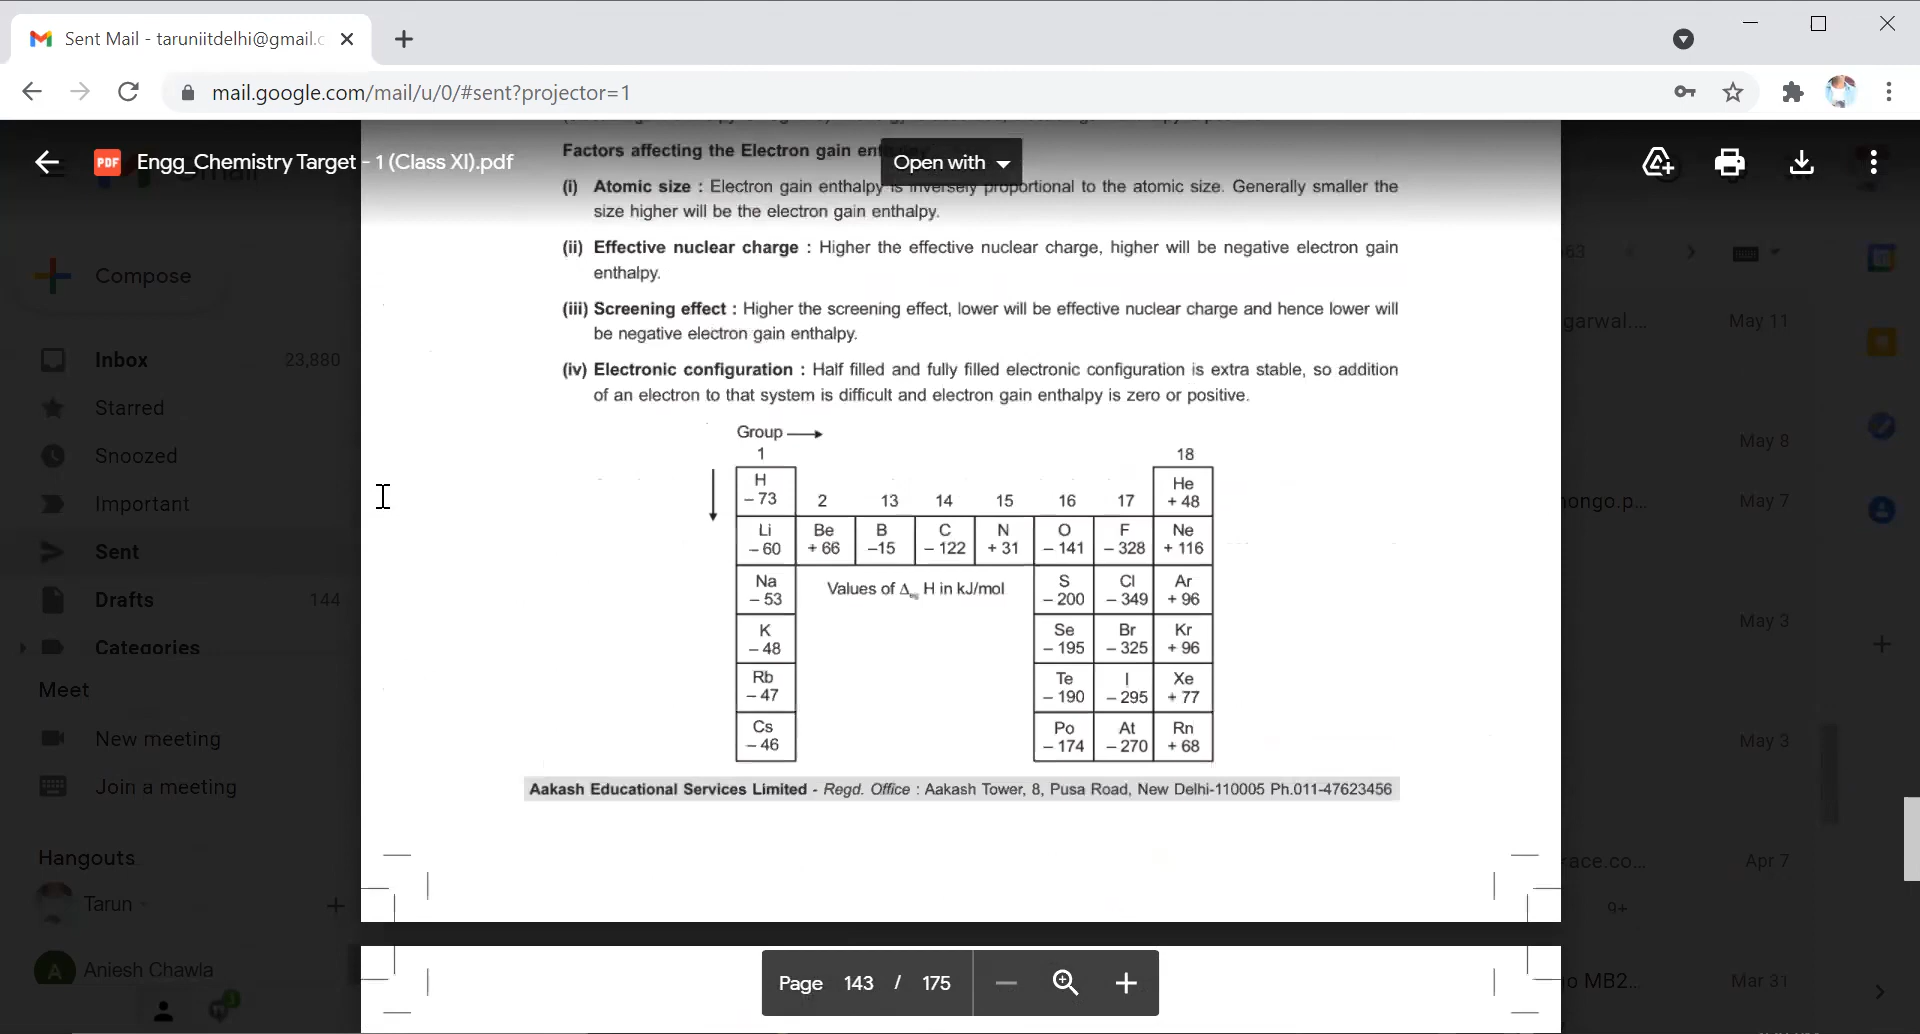 Sent Mail - taruniitdelhi@gmail.c
mail.google.com/mail/u/0/#sent?projector=1
PDF Engg_Chemistry Target - 1 (Class XI).pdf
Open with
Factors affecting the Electron gain
(i) Atomic size : Electron gain enthalpy is inversely proportional to the atomic size. Generally smaller the
size higher will be the electron gain enthalpy.
(ii) Effective nuclear charge : Higher the effective nuclear charge, higher will be negative electron gain
enthalpy.
(iii) Screening effect : Higher the screening effect, lower will be effective nuclear charge and hence lower will
be negative electron gain enthalpy.
(iv) Electronic configuration : Half filled and fully filled electronic configuration is extra stable, so addition
of an electron to that system is difficult and electron gain enthalpy is zero or positive.
Group
1 18
H He
– 73 2 13 14 15 16 17 + 48
Li Be B C N O F Ne
– 60 + 66 –15 – 122 + 31 – 141 – 328 + 116
Na Values of Δeg H in kJ/mol S Cl Ar
– 53 – 200 – 349 + 96
K Se Br Kr
– 48 – 195 – 325 + 96
Rb Te I Xe
– 47 – 190 – 295 + 77
Cs Po At Rn
– 46 – 174 – 270 + 68
Aakash Educational Services Limited - Regd. Office : Aakash Tower, 8, Pusa Road, New Delhi-110005 Ph.011-47623456
Page 143 / 175
Compose
Inbox 23,880
Starred
Snoozed
Important
Sent
Drafts 144
Categories
Meet
New meeting
Join a meeting
Hangouts
Tarun
A Aniesh Chawla
63
garwal.... May 11
May 8
nongo.p... May 7
May 3
May 3
race.co... Apr 7
9+
o MB2... Mar 31